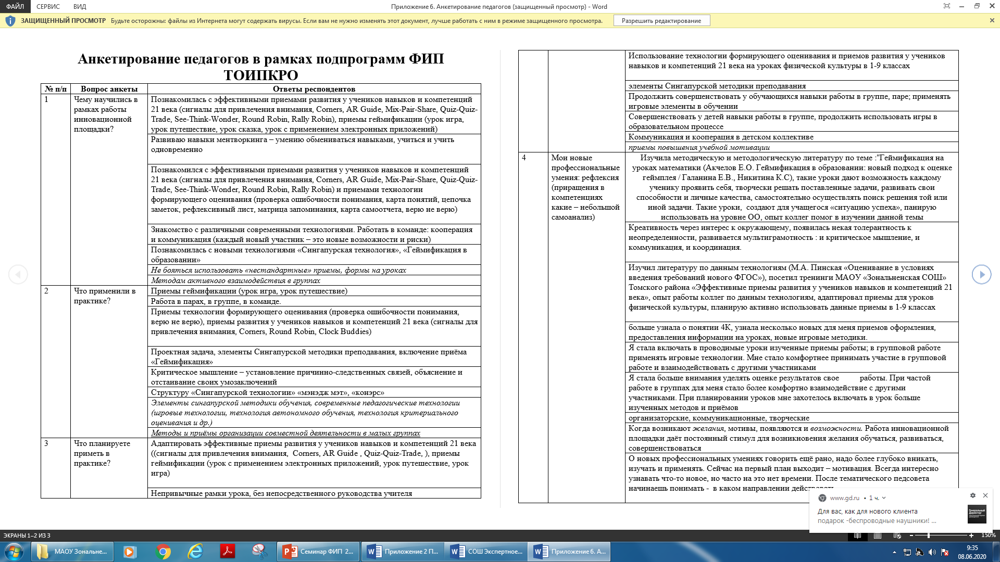 ФАЙЛ СЕРВИС ВИД
Приложение 6. Анкетирование педагогов (защищенный просмотр) - Word
ЗАЩИЩЕННЫЙ ПРОСМОТР Будьте осторожны: файлы из Интернета могут содержать вирусы. Если вам не нужно изменять этот документ, лучше работать с ним в режиме защищенного просмотра. Разрешить редактирование
Анкетирование педагогов в рамках подпрограмм ФИП
ТОИПКРО
№ п/п Вопрос анкеты Ответы респондентов
1
Чему научились в
рамках работы
инновационной
площадки?
Познакомилась с эффективными приемами развития у учеников навыков и компетенций
21 века (сигналы для привлечения внимания, Corners, AR Guide, Mix-Pair-Share, Quiz-Quiz-
Trade, See-Think-Wonder, Round Robin, Rally Robin), приемы геймификации (урок игра,
урок путешествие, урок сказка, урок с применением электронных приложений)
Развиваю навыки ментворкинга – умению обмениваться навыками, учиться и учить
одновременно
Познакомился с эффективными приемами развития у учеников навыков и компетенций
21 века (сигналы для привлечения внимания, Corners, AR Guide, Mix-Pair-Share, Quiz-Quiz-
Trade, See-Think-Wonder, Round Robin, Rally Robin) и приемами технологии
формирующего оценивания (проверка ошибочности понимания, карта понятий, цепочка
заметок, рефлексивный лист, матрица запоминания, карта самоотчета, верю не верю)
Знакомство с различными современными технологиями. Работать в команде: кооперация
и коммуникация (каждый новый участник – это новые возможности и риски)
Познакомилась с новыми технологиями «Сингапурская технология», «Геймификация в
образовании»
Не бояться использовать «нестандартные» приемы, формы на уроках
Методам активного взаимодействия в группах
2
Что применили в
практике?
Приемы геймификации (урок игра, урок путешествие)
Работа в парах, в группе, в команде.
Приемы технологии формирующего оценивания (проверка ошибочности понимания,
верю не верю), приемы развития у учеников навыков и компетенций 21 века (сигналы для
привлечения внимания, Corners, Round Robin, Clock Buddies)
Проектная задача, элементы Сингапурской методики преподавания, включение приёма
«Геймификация»
Критическое мышление – установление причинно-следственных связей, объяснение и
отстаивание своих умозаключений
Структуру «Сингапурской технологии» «мэнэдж мэт», «конэрс»
Элементы сингапурской методики обучения, современные педагогические технологии
(игровые технологии, технология автономного обучения, технология критериального
оценивания и др.)
Методы и приёмы организации совместной деятельности в малых группах
3
Что планируете
приметь в
практике?
Адаптировать эффективные приемы развития у учеников навыков и компетенций 21 века
((сигналы для привлечения внимания, Corners, AR Guide , Quiz-Quiz-Trade, ), приемы
геймификации (урок с применением электронных приложений, урок путешествие, урок
игра)
Непривычные рамки урока, без непосредственного руководства учителя
Использование технологии формирующего оценивания и приемов развития у учеников
навыков и компетенций 21 века на уроках физической культуры в 1-9 классах
элементы Сингапурской методики преподавания
Продолжить совершенствовать у обучающихся навыки работы в группе, паре; применять
игровые элементы в обучении
Совершенствовать у детей навыки работы в группе, продолжить использовать игры в
образовательном процессе
Коммуникация и кооперация в детском коллективе
приемы повышения учебной мотивации
4
Мои новые
профессиональные
умения: рефлексия
(приращения в
компетенциях
какие – небольшой
самоанализ)
Изучила методическую и методологическую литературу по теме :"Геймификация на
уроках математики (Акчелов Е.О. Геймификация в образовании: новый подход к оценке
геймплея / Галанина Е.В., Никитина К.С), такие уроки дают возможность каждому
ученику проявить себя, творчески решать поставленные задачи, развивать свои
способности и личные качества, самостоятельно осуществлять поиск решения той или
иной задачи. Такие уроки, создают для учащегося «ситуацию успеха», панирую
использовать на уровне ОО, опыт коллег помог в изучении данной темы
Креативность через интерес к окружающему, появилась некая толерантность к
неопределенности, развивается мультиграмотность : и критическое мышление, и
коммуникация, и координация.
Изучил литературу по данным технологиям (М.А. Пинская «Оценивание в условиях
введения требований нового ФГОС»), посетил тренинги МАОУ «Зональненская СОШ»
Томского района «Эффективные приемы развития у учеников навыков и компетенций 21
века», опыт работы коллег по данным технологиям, адаптировал приемы для уроков
физической культуры, планирую активно использовать данные приемы в 1-9 классах
больше узнала о понятии 4К, узнала несколько новых для меня приемов оформления,
предоставления информации на уроках, новые игровые методики.
Я стала включать в проводимые уроки изученные приемы работы; в групповой работе
применять игровые технологии. Мне стало комфортнее принимать участие в групповой
работе и взаимодействовать с другими участниками
Я стала больше внимания уделять оценке результатов свое работы. При частой
работе в группах для меня стало более комфортно взаимодействие с другими
участниками. При планировании уроков мне захотелось включать в урок больше
изученных методов и приёмов
организаторские, коммуникационные, творческие
Когда возникают желания, мотивы, появляются и возможности. Работа инновационной
площадки даёт постоянный стимул для возникновения желания обучаться, развиваться,
совершенствоваться
О новых профессиональных умениях говорить ещё рано, надо более глубоко вникать,
изучать и применять. Сейчас на первый план выходит – мотивация. Всегда интересно
узнавать что-то новое, но часто на это нет времени. После тематического педсовета
начинаешь понимать - в каком направлении действовать
www.gd.ru • 1 ч.
Для вас, как для нового клиента
подарок -беспроводные наушники! ...
Генеральный
Директор
ЭКРАНЫ 1–2 ИЗ 3
150%
МАОУ Зональне...
Семинар ФИП 2...
Приложение 2 П...
СОШ Экспертное...
Приложение 6. А...
9:35
08.06.2020